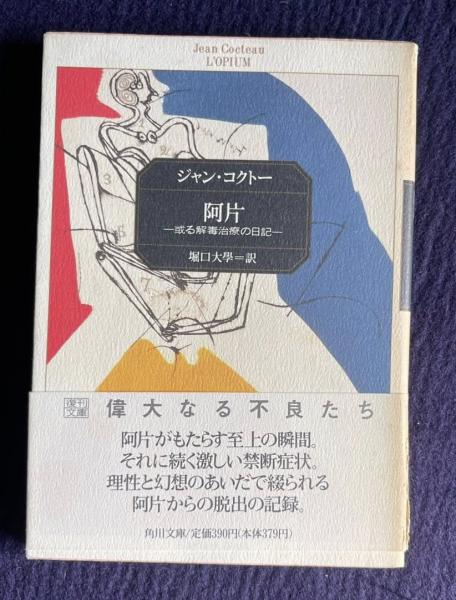 Jean Cocteau
L'OPIUM
ジャン・コクトー
阿片
―或る解毒治療の日記―
堀口大學＝訳
3
9
復刊
文庫
偉大なる不良たち
阿片がもたらす至上の瞬間。
それに続く激しい禁断症状。
理性と幻想のあいだで綴られる
阿片からの脱出の記録。
角川文庫/定価390円(本体379円)